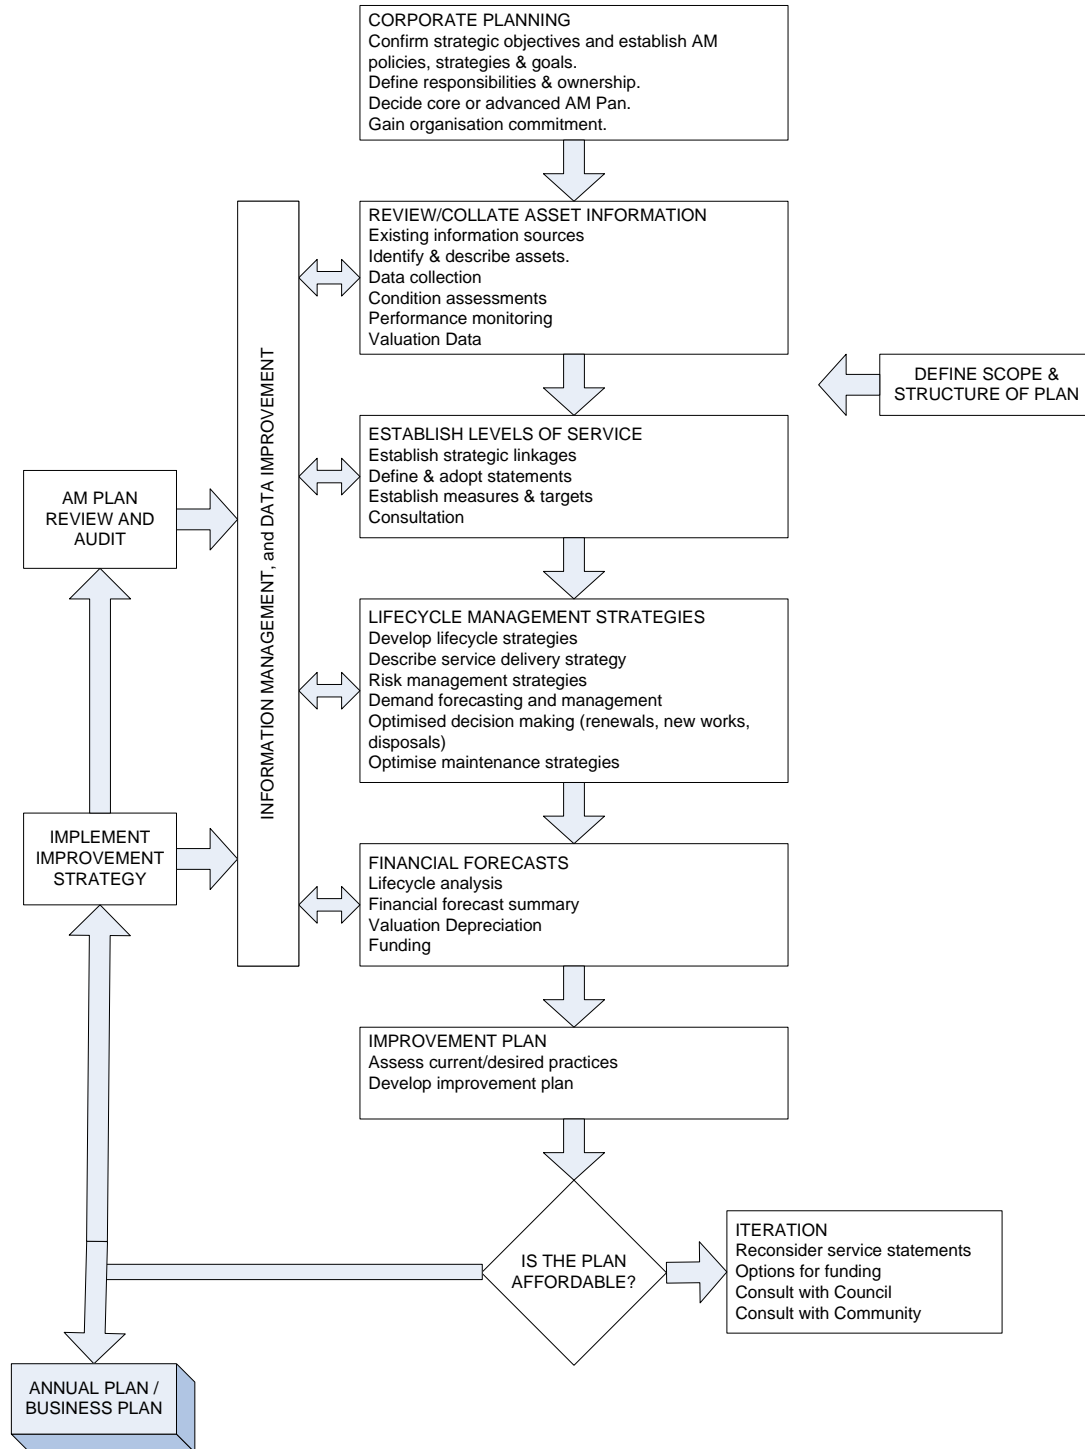 CORPORATE PLANNING
Confirm strategic objectives and establish AM
policies, strategies & goals.
Define responsibilities & ownership.
Decide core or advanced AM Pan.
Gain organisation commitment.
REVIEW/COLLATE ASSET INFORMATION
Existing information sources
Identify & describe assets.
Data collection
Condition assessments
Performance monitoring
Valuation Data
DEFINE SCOPE &
STRUCTURE OF PLAN
INFORMATION MANAGEMENT, and DATA IMPROVEMENT
ESTABLISH LEVELS OF SERVICE
Establish strategic linkages
Define & adopt statements
Establish measures & targets
Consultation
AM PLAN
REVIEW AND
AUDIT
LIFECYCLE MANAGEMENT STRATEGIES
Develop lifecycle strategies
Describe service delivery strategy
Risk management strategies
Demand forecasting and management
Optimised decision making (renewals, new works,
disposals)
Optimise maintenance strategies
IMPLEMENT
IMPROVEMENT
STRATEGY
FINANCIAL FORECASTS
Lifecycle analysis
Financial forecast summary
Valuation Depreciation
Funding
IMPROVEMENT PLAN
Assess current/desired practices
Develop improvement plan
IS THE PLAN
AFFORDABLE?
ITERATION
Reconsider service statements
Options for funding
Consult with Council
Consult with Community
ANNUAL PLAN /
BUSINESS PLAN